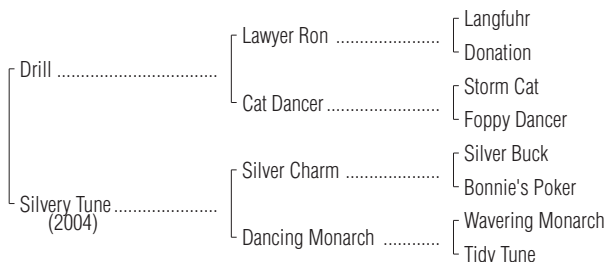 Langfuhr
Lawyer Ron ......................
Donation
Drill .................................
Storm Cat
Cat Dancer .......................
Foppy Dancer
Silver Buck
Silver Charm ....................
Bonnie's Poker
Silvery Tune .....................
(2004)
Wavering Monarch
Dancing Monarch ............
Tidy Tune